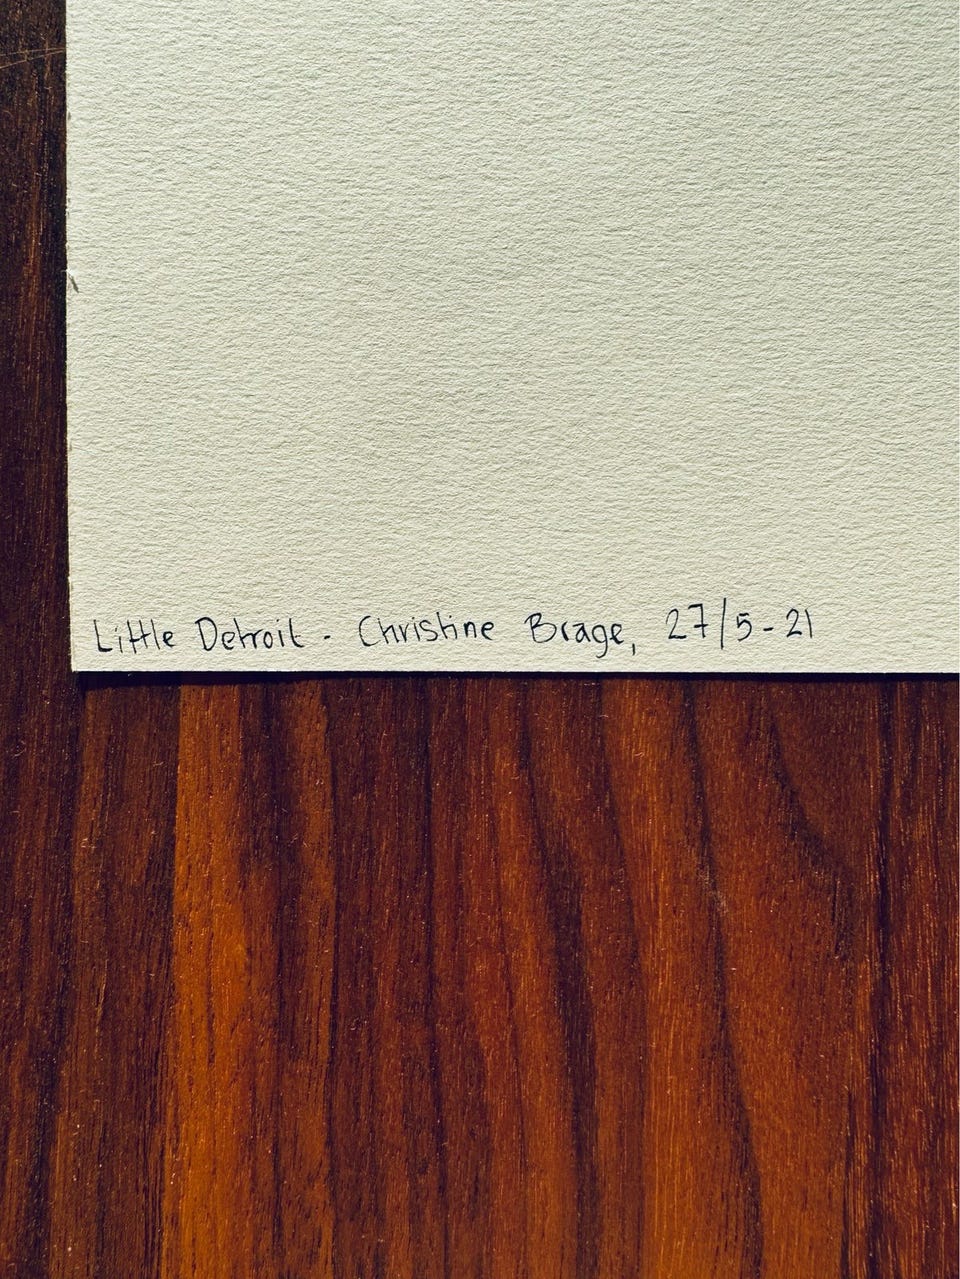 Little Detroit - Christine Brage, 27/5-21